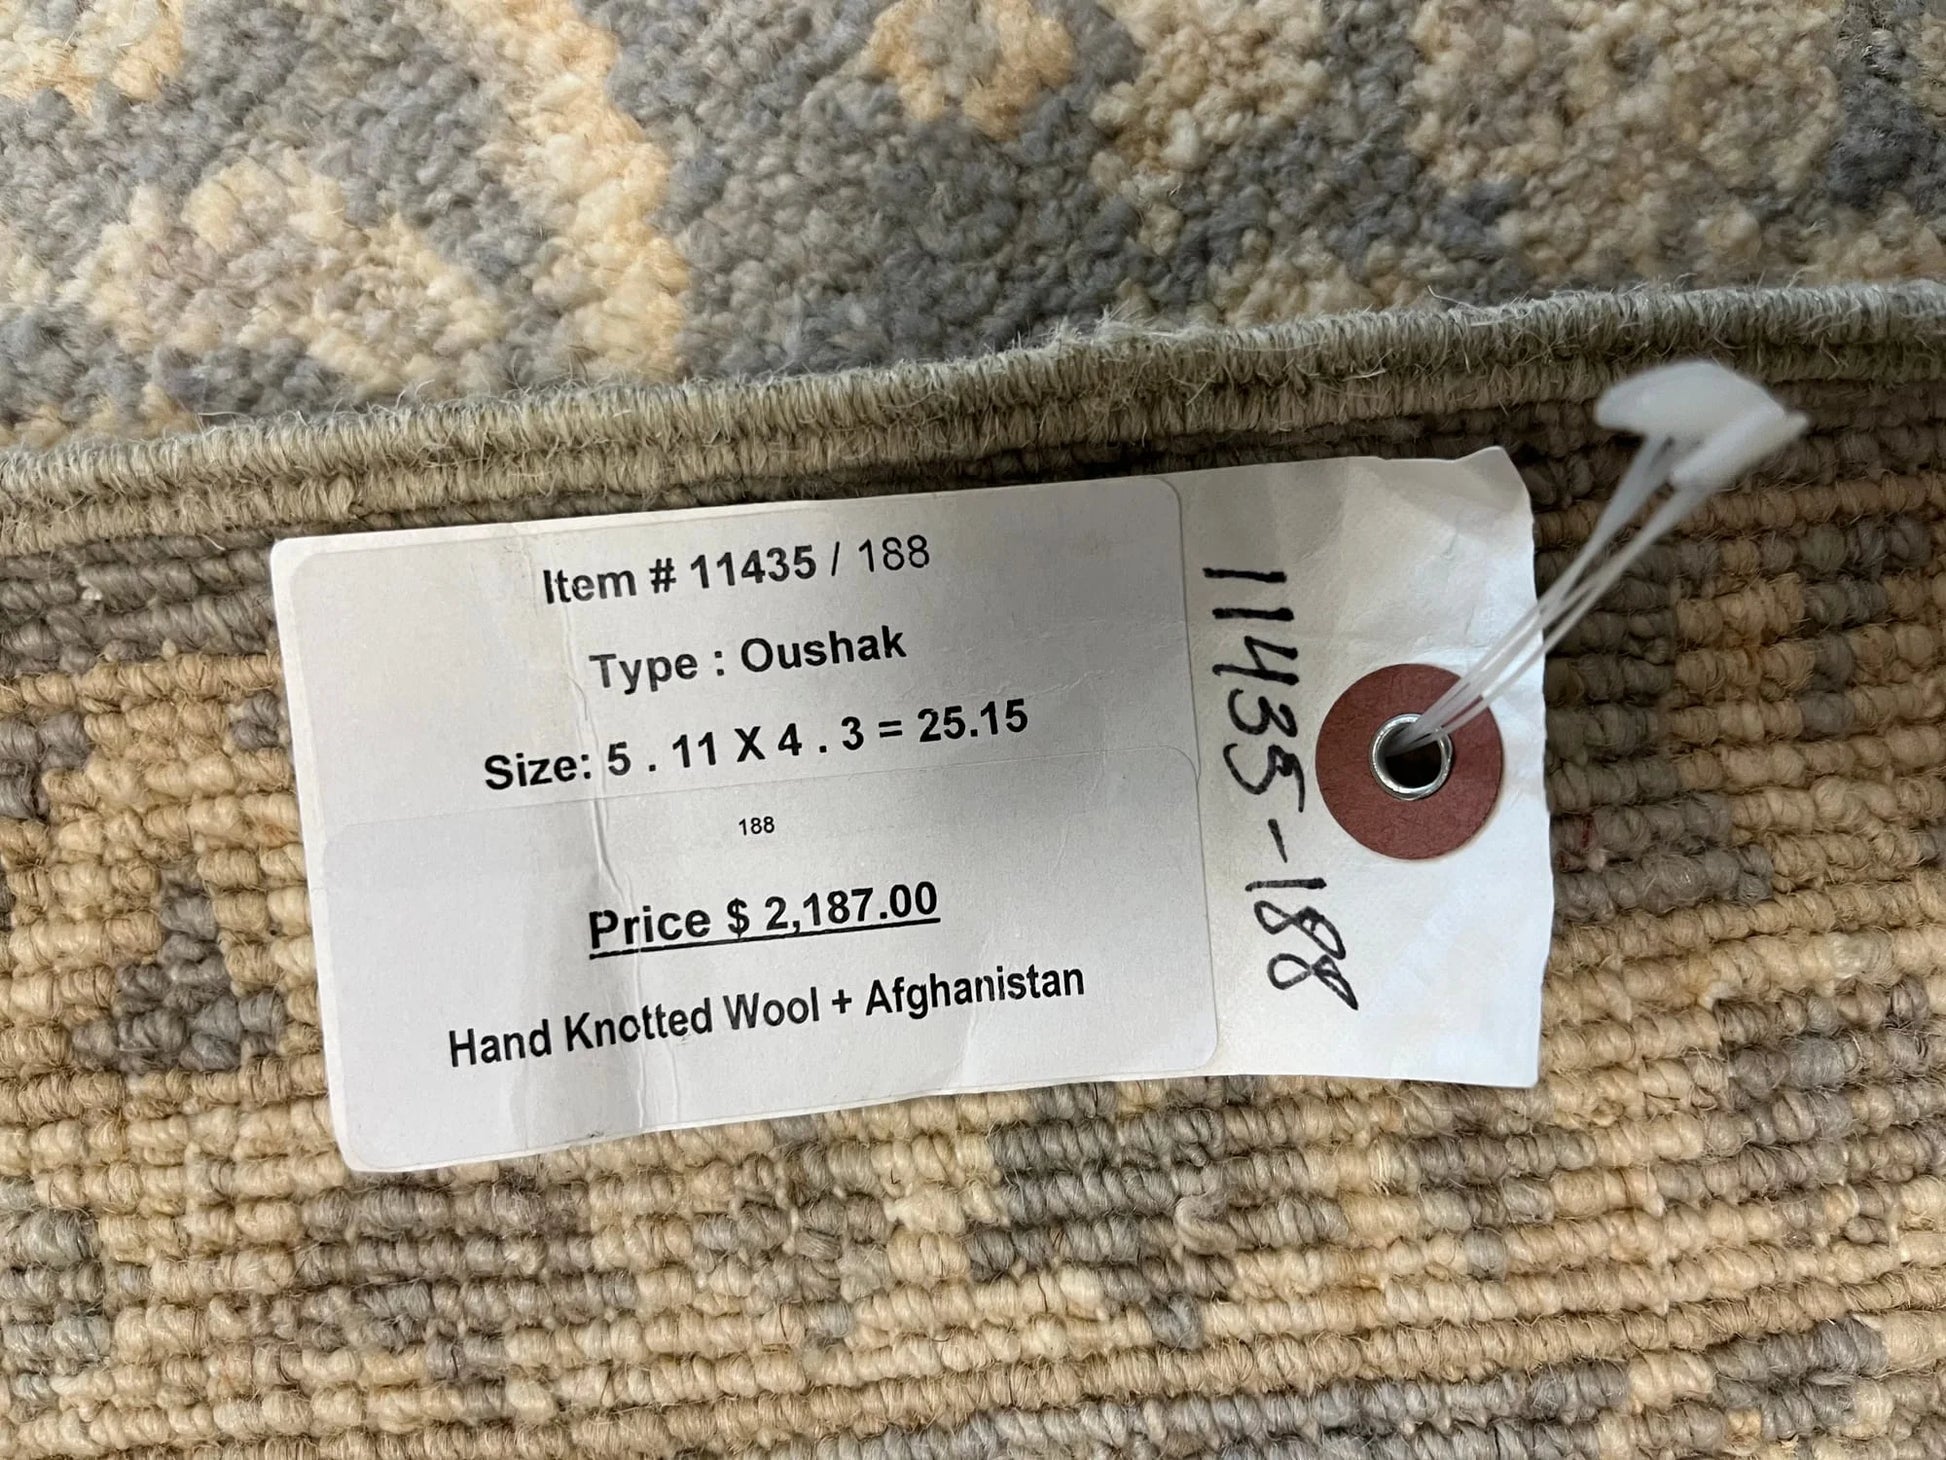 Item # 11435 / 188
Type : Oushak
Size: 5 . 11 X 4 . 3 = 25.15
188
Price $ 2,187.00
Hand Knotted Wool + Afghanistan
11435-188